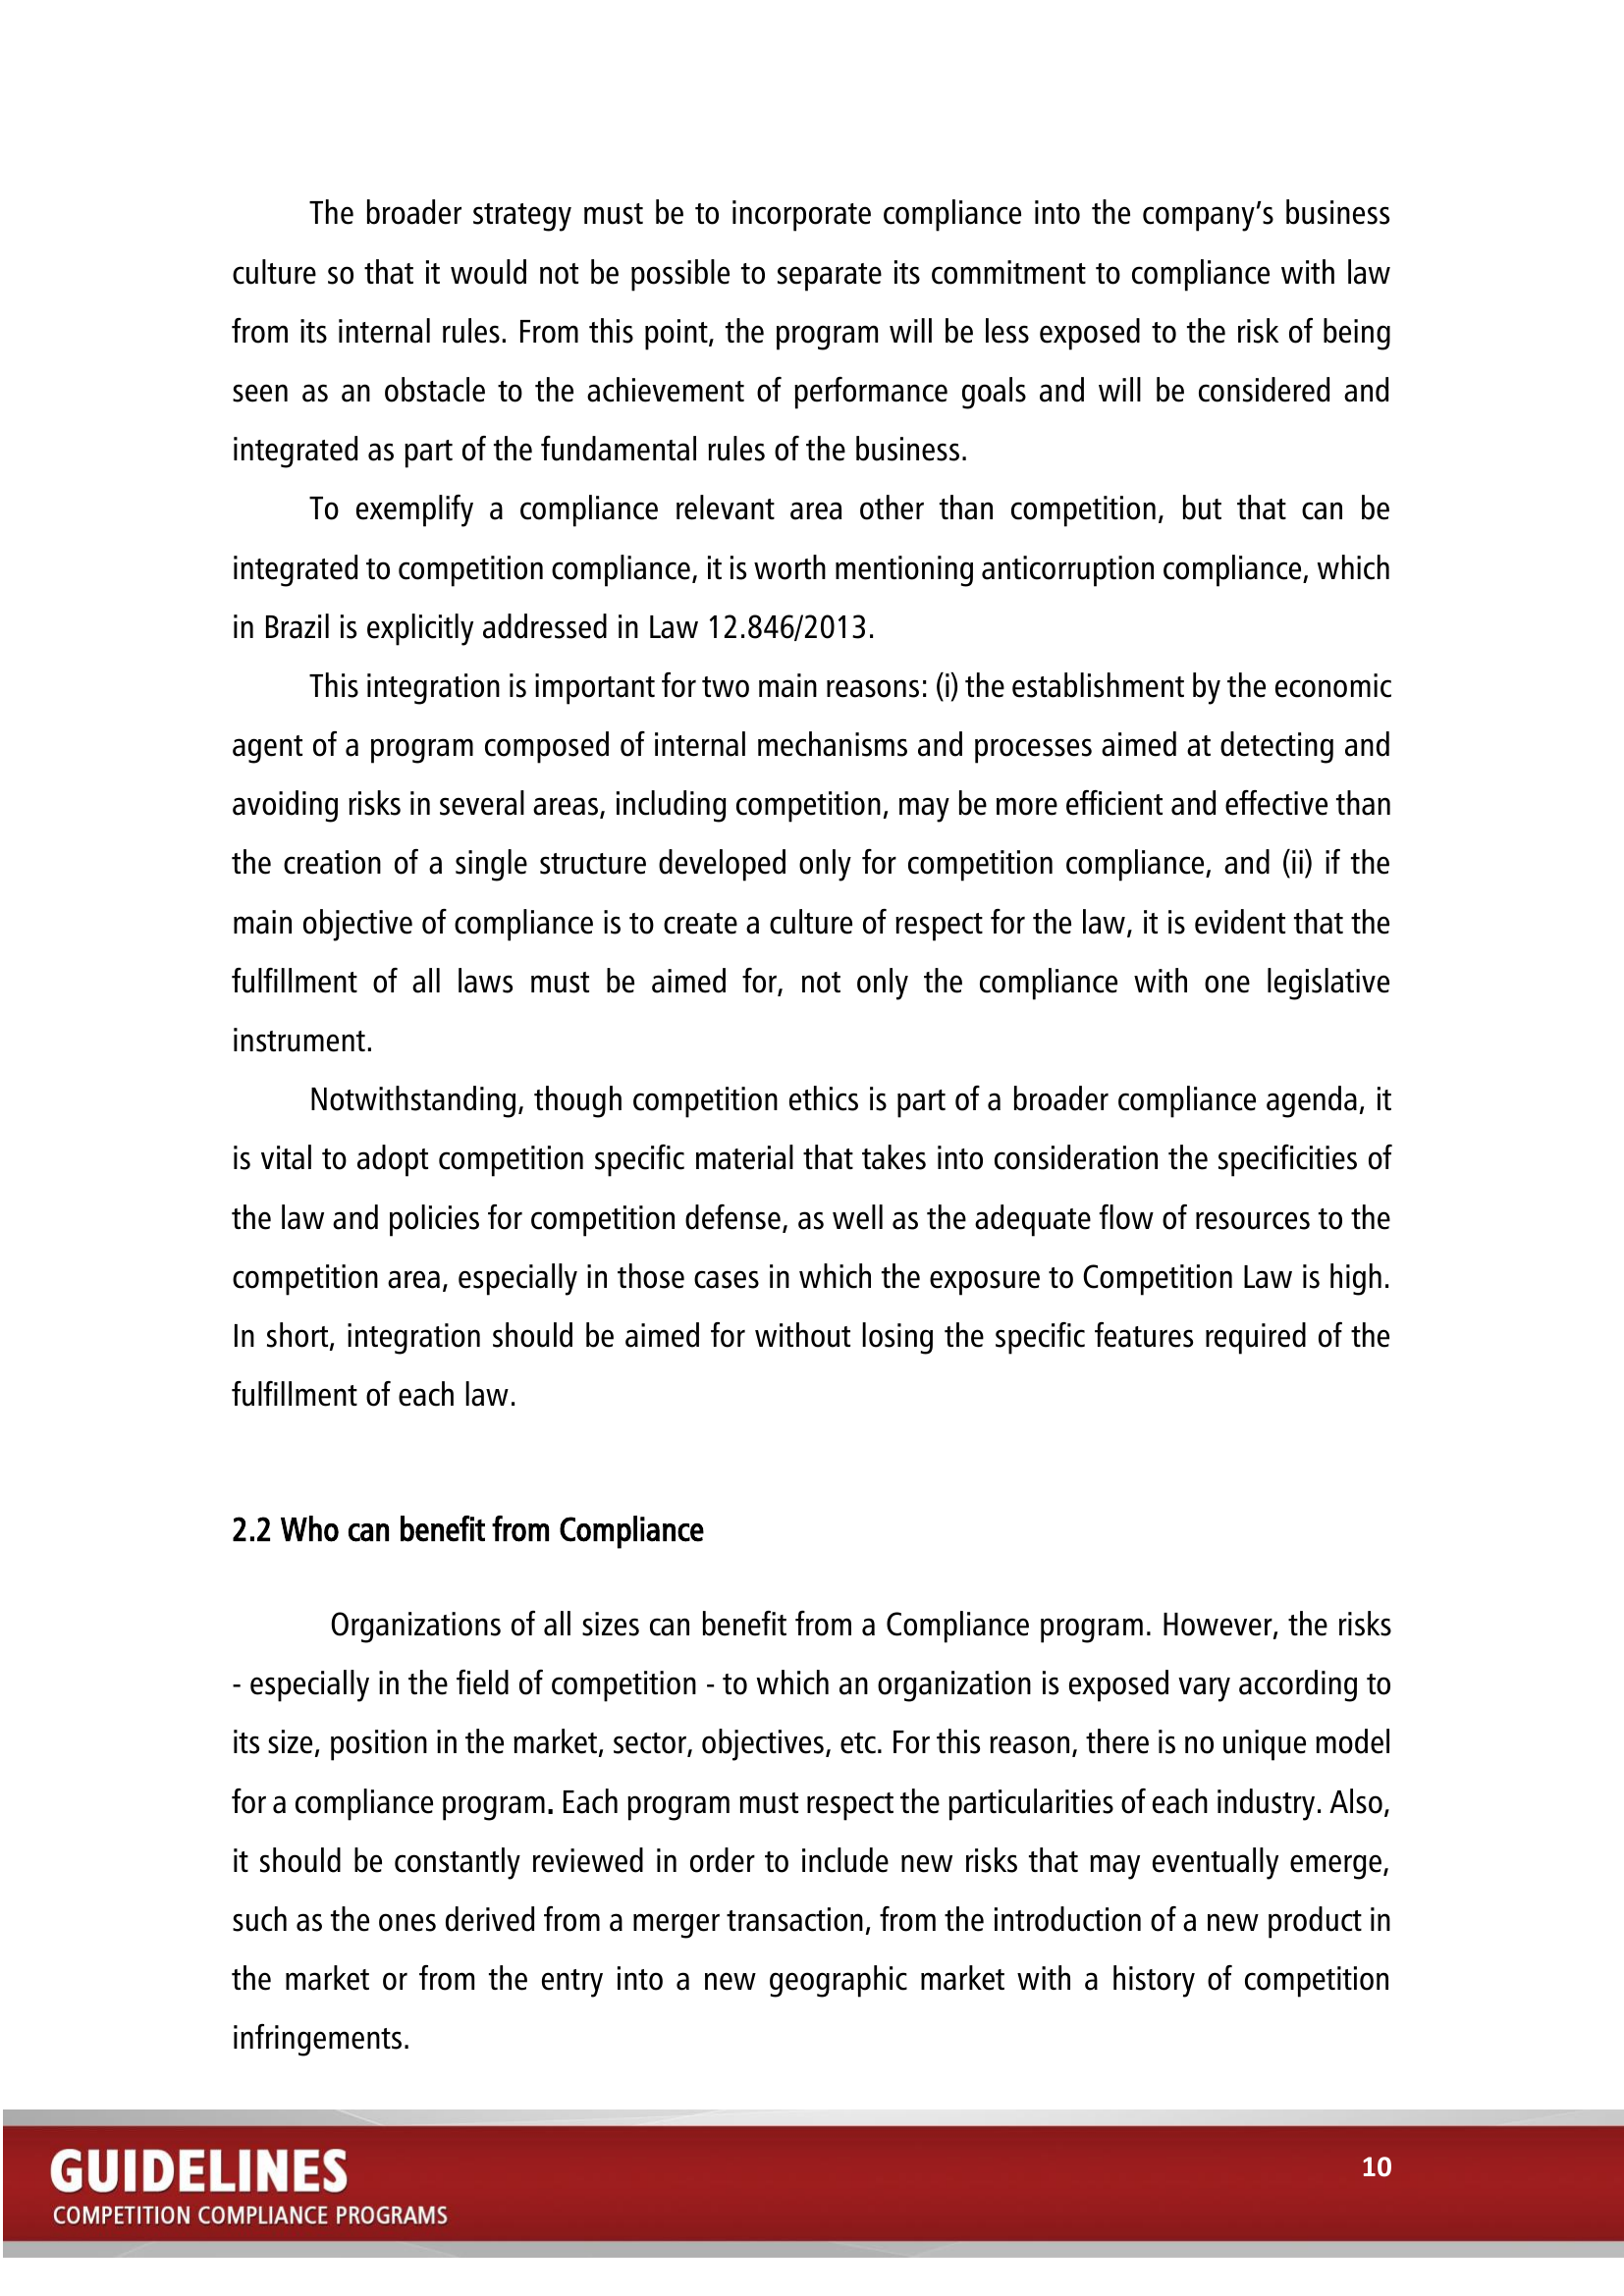 The broader strategy must be to incorporate compliance into the company’s business
culture so that it would not be possible to separate its commitment to compliance with law
from its internal rules. From this point, the program will be less exposed to the risk of being
seen as an obstacle to the achievement of performance goals and will be considered and
integrated as part of the fundamental rules of the business.
To exemplify a compliance relevant area other than competition, but that can be
integrated to competition compliance, it is worth mentioning anticorruption compliance, which
in Brazil is explicitly addressed in Law 12.846/2013.
This integration is important for two main reasons: (i) the establishment by the economic
agent of a program composed of internal mechanisms and processes aimed at detecting and
avoiding risks in several areas, including competition, may be more efficient and effective than
the creation of a single structure developed only for competition compliance, and (ii) if the
main objective of compliance is to create a culture of respect for the law, it is evident that the
fulfillment of all laws must be aimed for, not only the compliance with one legislative
instrument.
Notwithstanding, though competition ethics is part of a broader compliance agenda, it
is vital to adopt competition specific material that takes into consideration the specificities of
the law and policies for competition defense, as well as the adequate flow of resources to the
competition area, especially in those cases in which the exposure to Competition Law is high.
In short, integration should be aimed for without losing the specific features required of the
fulfillment of each law.
2.2 Who can benefit from Compliance
Organizations of all sizes can benefit from a Compliance program. However, the risks
- especially in the field of competition - to which an organization is exposed vary according to
its size, position in the market, sector, objectives, etc. For this reason, there is no unique model
for a compliance program. Each program must respect the particularities of each industry. Also,
it should be constantly reviewed in order to include new risks that may eventually emerge,
such as the ones derived from a merger transaction, from the introduction of a new product in
the market or from the entry into a new geographic market with a history of competition
infringements.
GUIDELINES
10
COMPETITION COMPLIANCE PROGRAMS